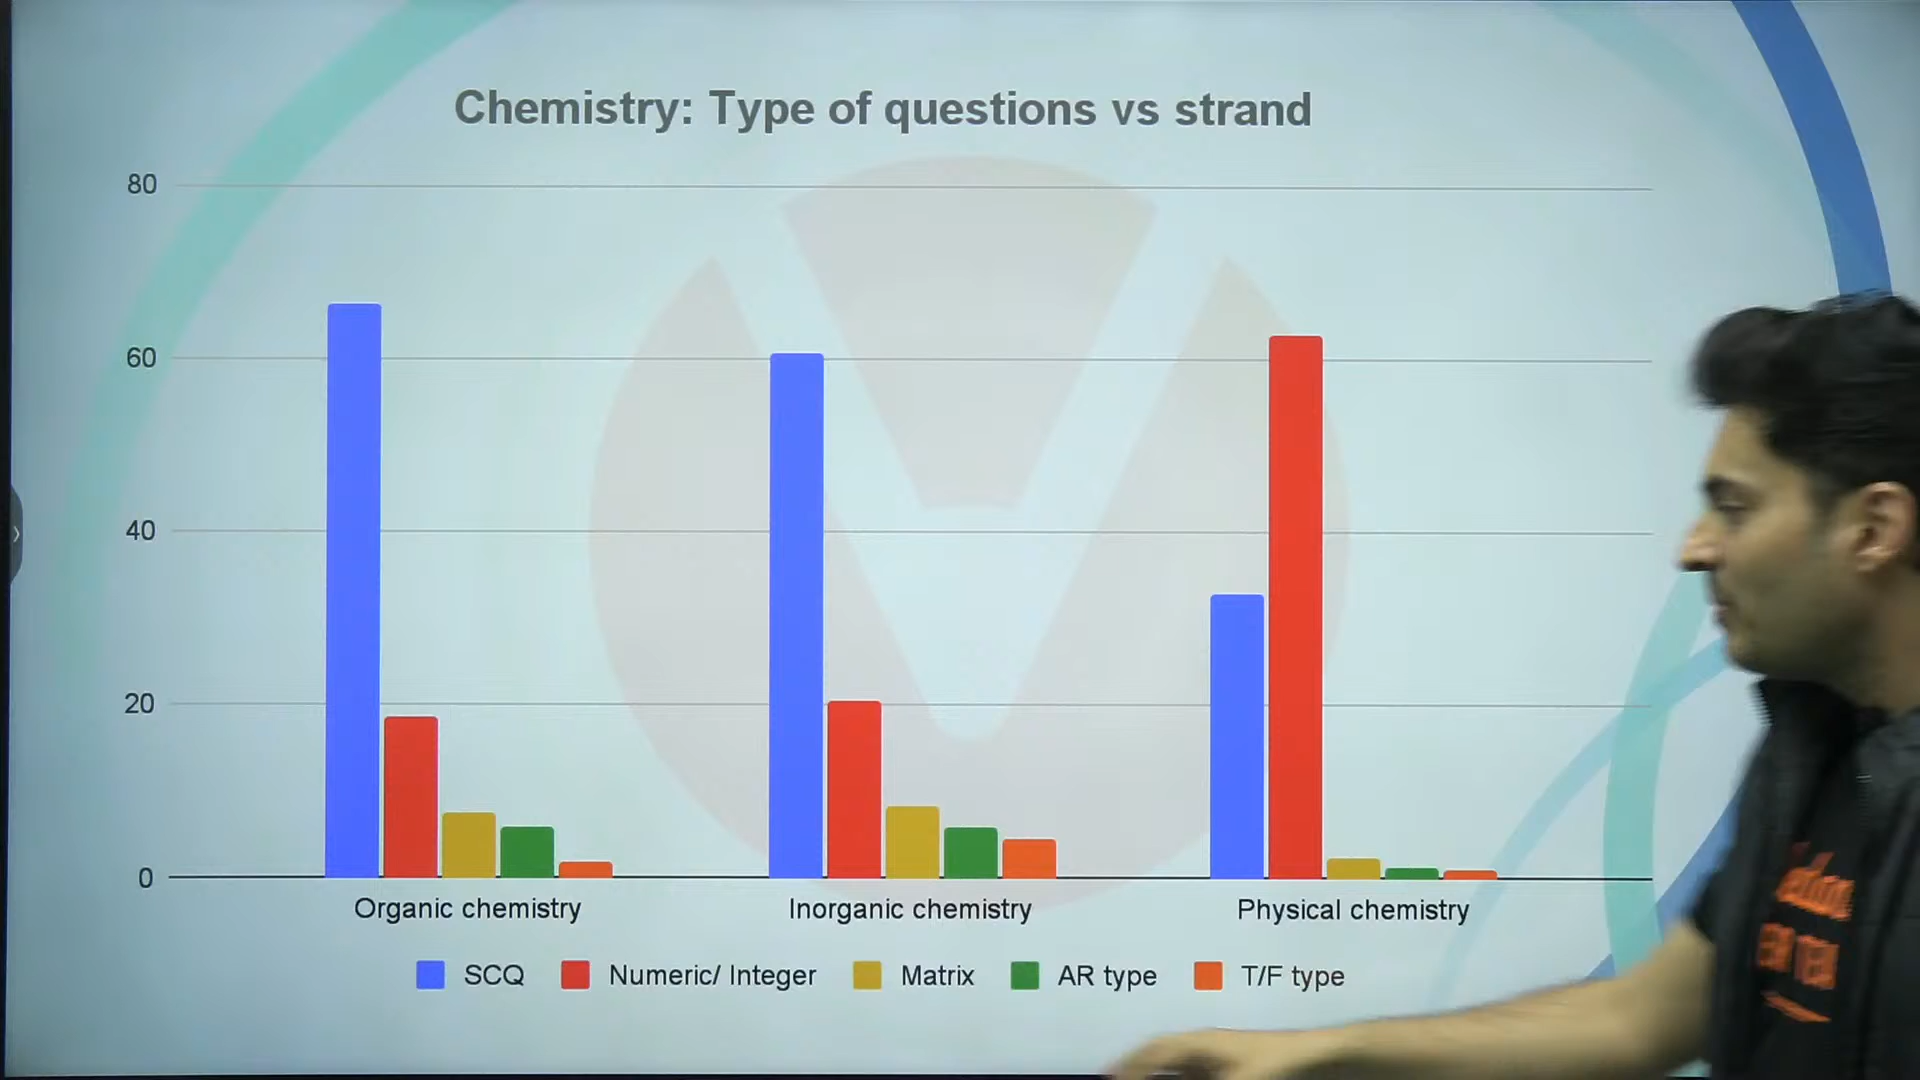 Chemistry: Type of questions vs strand
80
60
40
20
0
Organic chemistry
Inorganic chemistry
Physical chemistry
SCQ
Numeric/ Integer
Matrix
AR type
T/F type